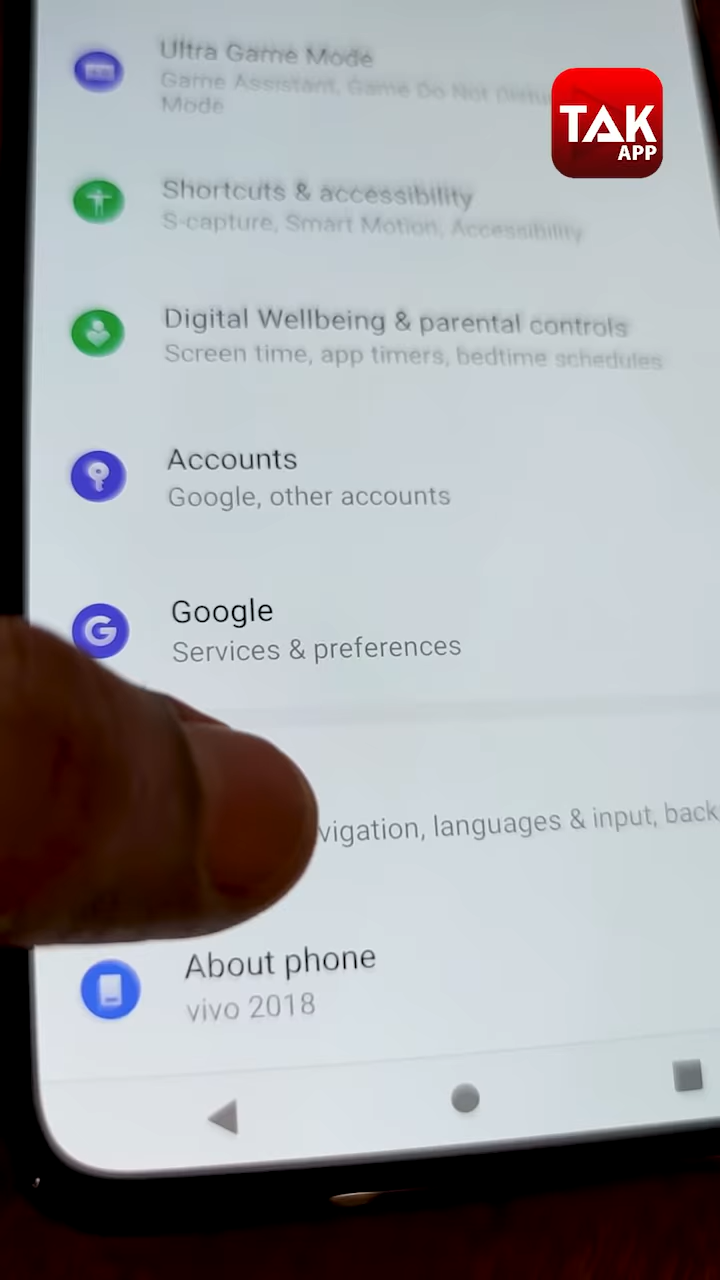 Ultra Game Mode
Game Assistant, Game Do Not
Mode
TAK
APP
Shortcuts & accessibility
S-capture, Smart Motion, Accessibility
Digital Wellbeing & parental controls
Screen time, app timers, bedtime schedules
Accounts
Google, other accounts
G
Google
Services & preferences
vigation, languages & input, back
About phone
vivo 2018